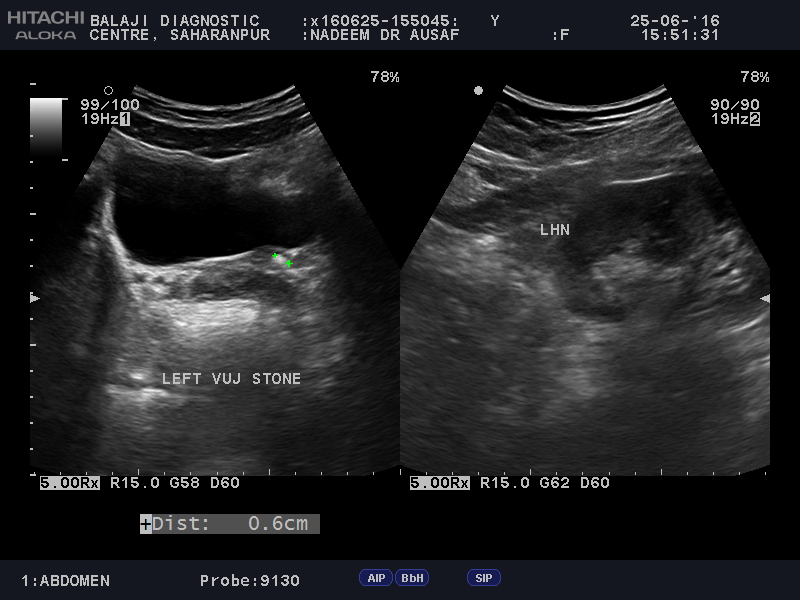 HITACHI
ALOKA
BALAJI DIAGNOSTIC :x160625-155045: Y 25-06-'16
CENTRE, SAHARANPUR :NADEEM DR AUSAF :F 15:51:31
78% 78%
99/100 90/90
19Hz1 19Hz2
LHN
LEFT VUJ STONE
5.00Rx R15.0 G58 D60 5.00Rx R15.0 G62 D60
+Dist: 0.6cm
1:ABDOMEN Probe:9130 AIP BbH SIP